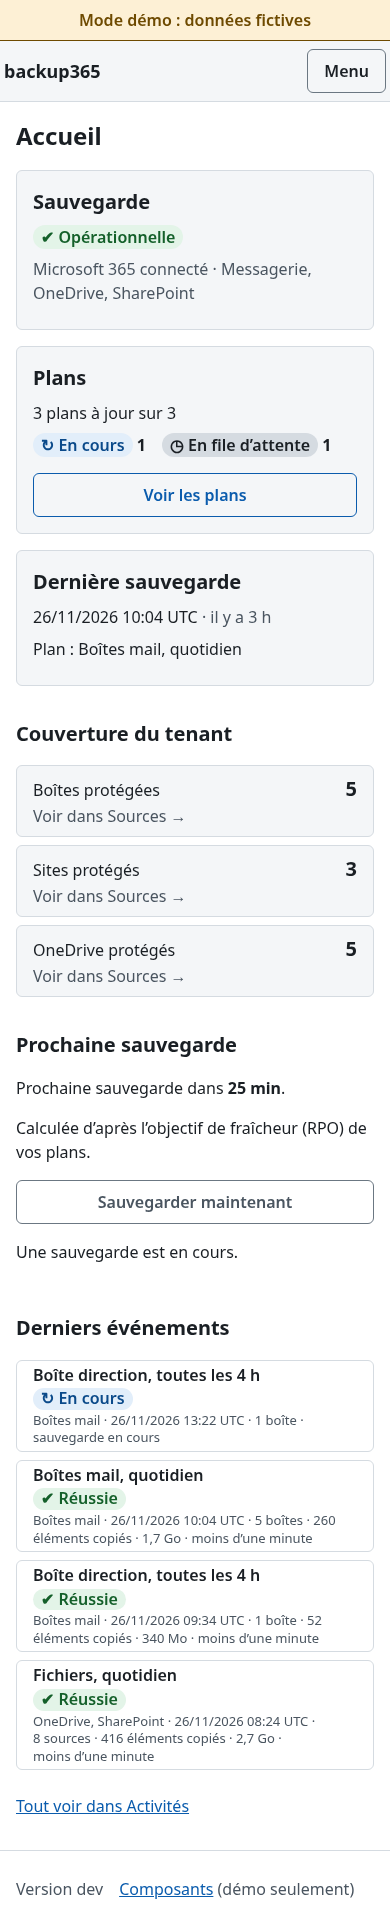 Mode démo : données fictives
backup365
Menu
Accueil
Sauvegarde
✔ Opérationnelle
Microsoft 365 connecté · Messagerie,
OneDrive, SharePoint
Plans
3 plans à jour sur 3
↻ En cours 1 ◷ En file d’attente 1
Voir les plans
Dernière sauvegarde
26/11/2026 10:04 UTC · il y a 3 h
Plan : Boîtes mail, quotidien
Couverture du tenant
Boîtes protégées 5
Voir dans Sources →
Sites protégés 3
Voir dans Sources →
OneDrive protégés 5
Voir dans Sources →
Prochaine sauvegarde
Prochaine sauvegarde dans 25 min.
Calculée d’après l’objectif de fraîcheur (RPO) de
vos plans.
Sauvegarder maintenant
Une sauvegarde est en cours.
Derniers événements
Boîte direction, toutes les 4 h
↻ En cours
Boîtes mail · 26/11/2026 13:22 UTC · 1 boîte ·
sauvegarde en cours
Boîtes mail, quotidien
✔ Réussie
Boîtes mail · 26/11/2026 10:04 UTC · 5 boîtes · 260
éléments copiés · 1,7 Go · moins d’une minute
Boîte direction, toutes les 4 h
✔ Réussie
Boîtes mail · 26/11/2026 09:34 UTC · 1 boîte · 52
éléments copiés · 340 Mo · moins d’une minute
Fichiers, quotidien
✔ Réussie
OneDrive, SharePoint · 26/11/2026 08:24 UTC ·
8 sources · 416 éléments copiés · 2,7 Go ·
moins d’une minute
Tout voir dans Activités
Version dev Composants (démo seulement)